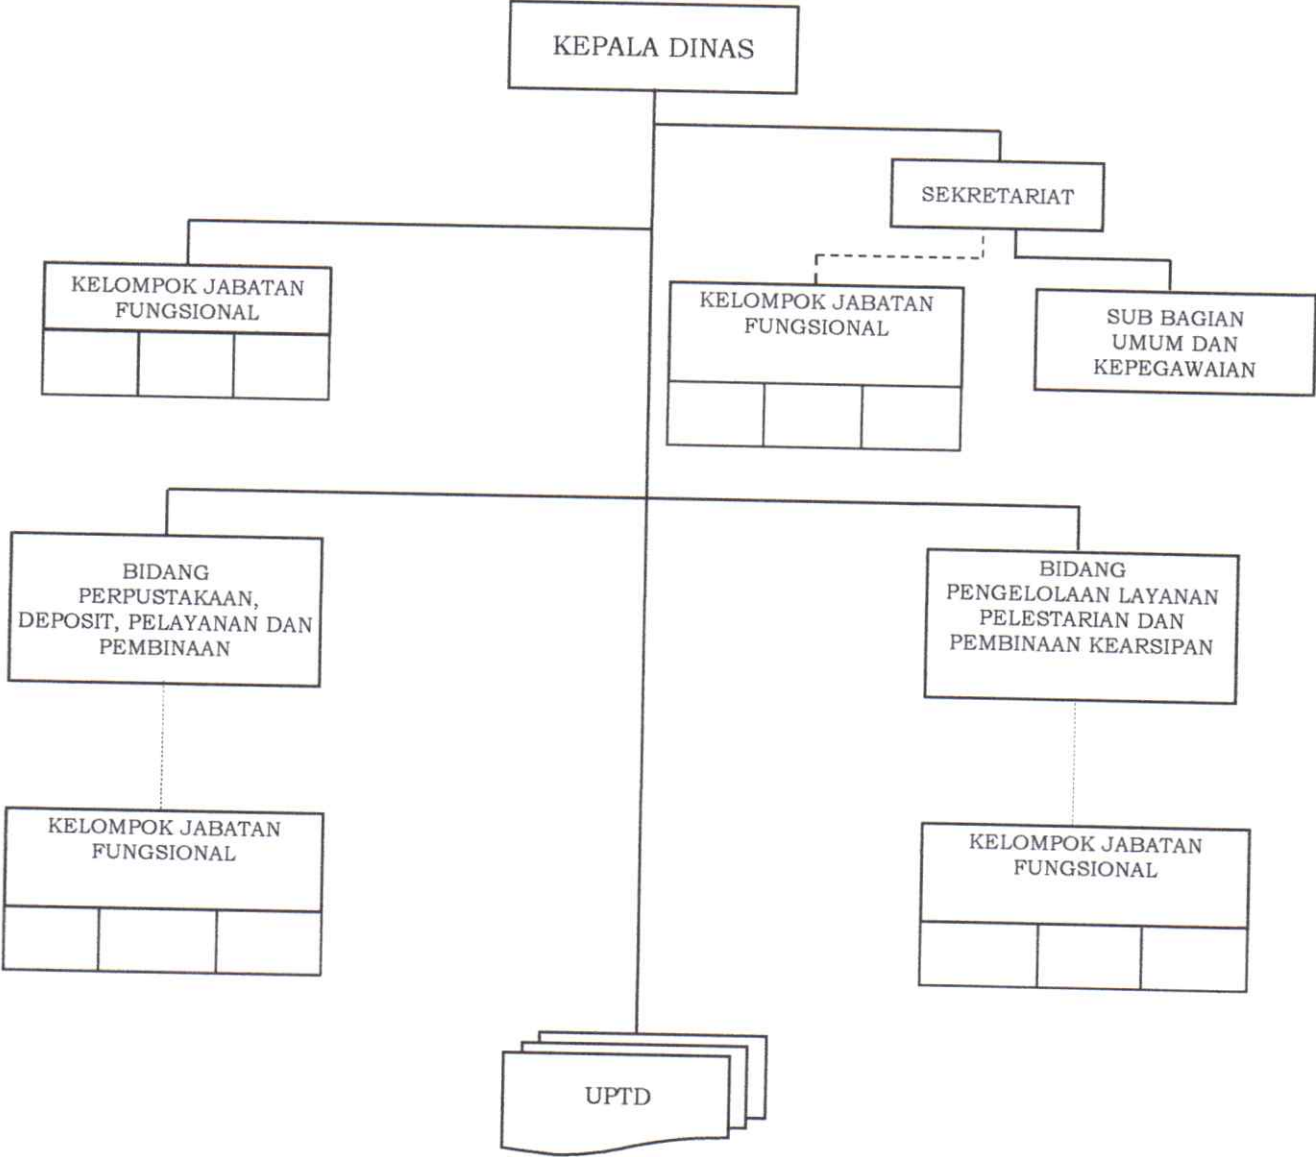 KEPALA DINAS
SEKRETARIAT
KELOMPOK JABATAN
FUNGSIONAL
KELOMPOK JABATAN
FUNGSIONAL
SUB BAGIAN
UMUM DAN
KEPEGAWAIAN
BIDANG
PERPUSTAKAAN,
DEPOSIT, PELAYANAN DAN
PEMBINAAN
BIDANG
PENGELOLAAN LAYANAN
PELESTARIAN DAN
PEMBINAAN KEARSIPAN
KELOMPOK JABATAN
FUNGSIONAL
KELOMPOK JABATAN
FUNGSIONAL
UPTD